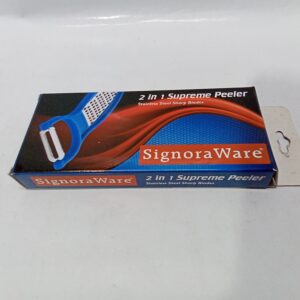 2 in 1 Supreme Peeler
Stainless Steel Sharp Blades
SignoraWare®
SignoraWare®
2 in 1 Supreme Peeler
Stainless Steel Sharp Blades